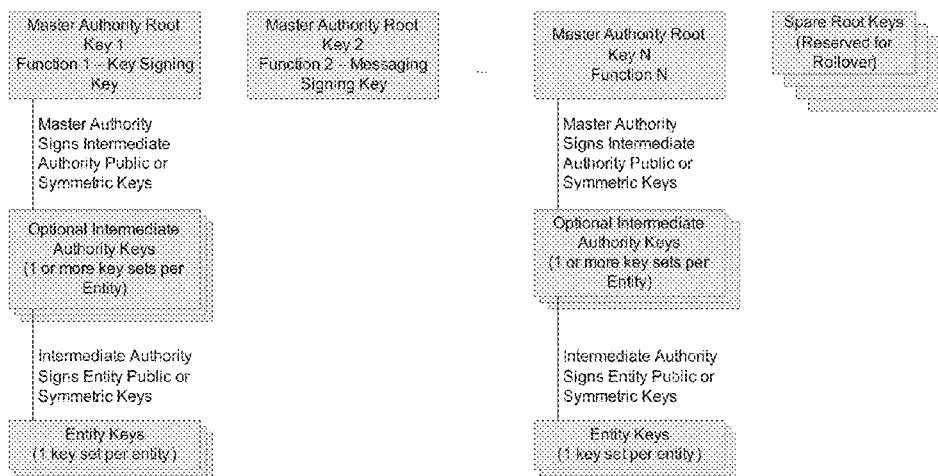 Master Authority Root
Key 1
Function 1 – Key Signing
Key
Master Authority Root
Key 2
Function 2 – Messaging
Signing Key
...
Master Authority Root
Key N
Function N
Spare Root Keys
(Reserved for
Rollover)
Master Authority
Signs Intermediate
Authority Public or
Symmetric Keys
Master Authority
Signs Intermediate
Authority Public or
Symmetric Keys
Optional Intermediate
Authority Keys
(1 or more key sets per
Entity)
Optional Intermediate
Authority Keys
(1 or more key sets per
Entity)
Intermediate Authority
Signs Entity Public or
Symmetric Keys
Intermediate Authority
Signs Entity Public or
Symmetric Keys
Entity Keys
(1 key set per entity)
Entity Keys
(1 key set per entity)